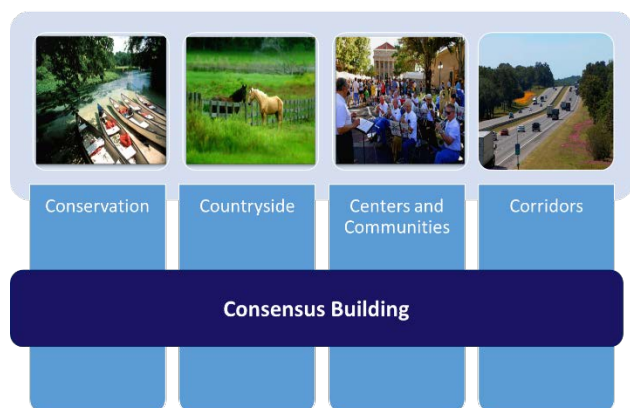 Conservation
Countryside
Centers and
Communities
Corridors
Consensus Building